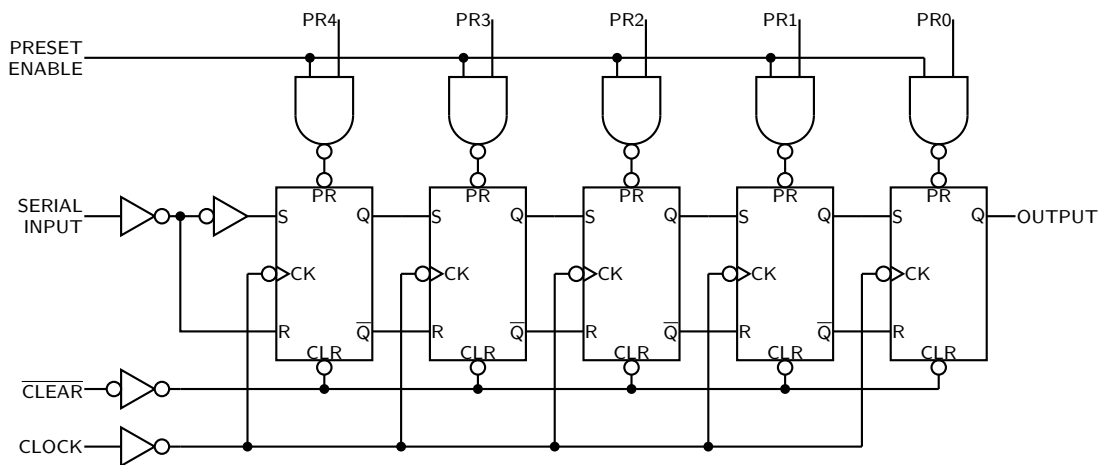 PR4 PR3 PR2 PR1 PR0
PRESET
ENABLE
PR PR PR PR PR
SERIAL
INPUT
S Q S Q S Q S Q S Q OUTPUT
CK CK CK CK CK
R Q̅ R Q̅ R Q̅ R Q̅ R
CLR CLR CLR CLR CLR
C̅L̅E̅A̅R̅
CLOCK